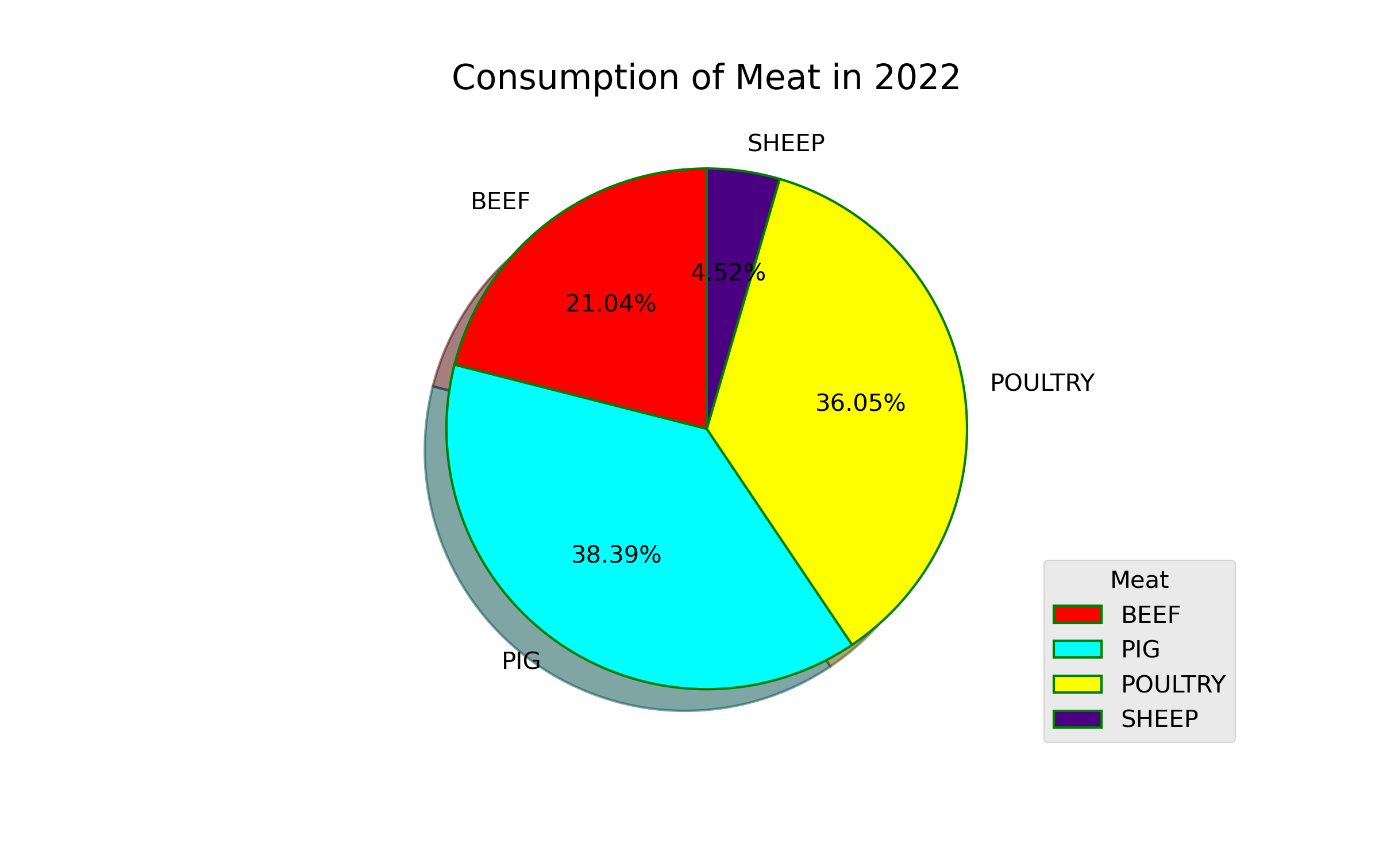 Consumption of Meat in 2022
SHEEP
BEEF
4.52%
21.04%
POULTRY
36.05%
38.39%
PIG
Meat
BEEF
PIG
POULTRY
SHEEP